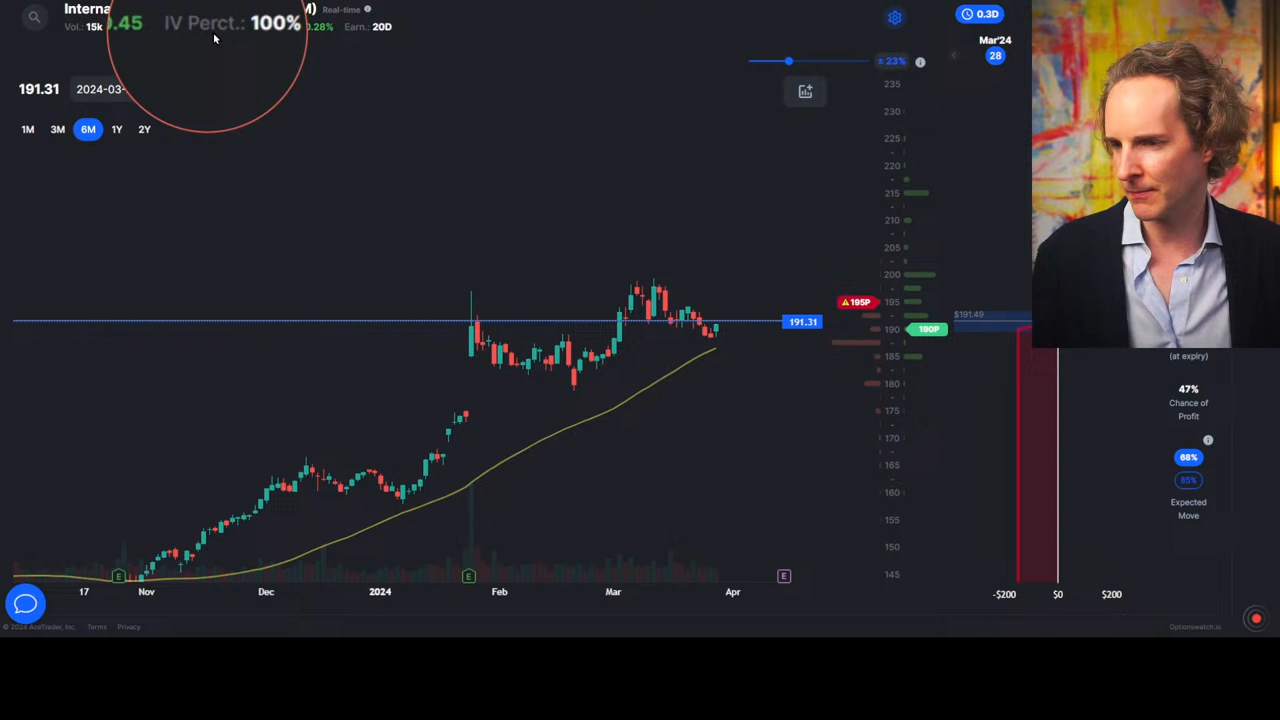 Interna
M)
Real-time
Vol.: 15k
0.45
IV Perct.: 100%
0.28%
Earn.: 20D
0.3D
Mar'24
28
± 23%
191.31
2024-03-
1M
3M
6M
1Y
2Y
235
230
225
-
220
-
215
210
205
-
200
-
195
-
190
-
185
-
180
-
175
170
165
160
155
150
145
195P
190P
191.31
$191.49
(at expiry)
47%
Chance of
Profit
68%
85%
Expected
Move
E
E
E
17
Nov
Dec
2024
Feb
Mar
Apr
-$200
$0
$200
© 2024 AceTrader, Inc.
Terms
Privacy
Optionswatch.io